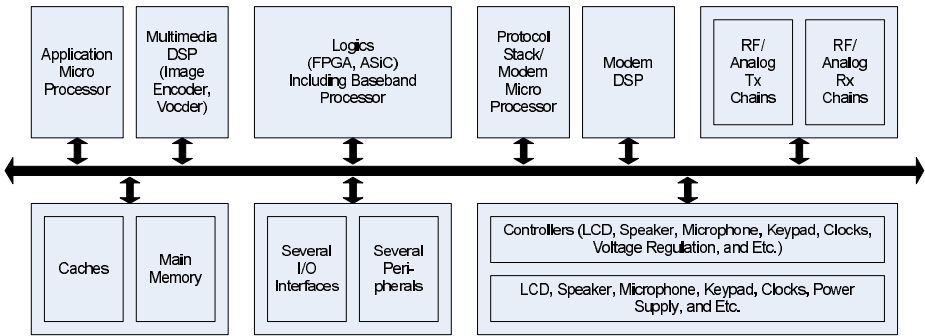 Application
Micro
Processor
Multimedia
DSP
(Image
Encoder,
Vocder)
Logics
(FPGA, ASiC)
Including Baseband
Processor
Protocol
Stack/
Modem
Micro
Processor
Modem
DSP
RF/
Analog
Tx
Chains
RF/
Analog
Rx
Chains
Caches
Main
Memory
Several
I/O
Interfaces
Several
Peri-
pherals
Controllers (LCD, Speaker, Microphone, Keypad, Clocks,
Voltage Regulation, and Etc.)
LCD, Speaker, Microphone, Keypad, Clocks, Power
Supply, and Etc.